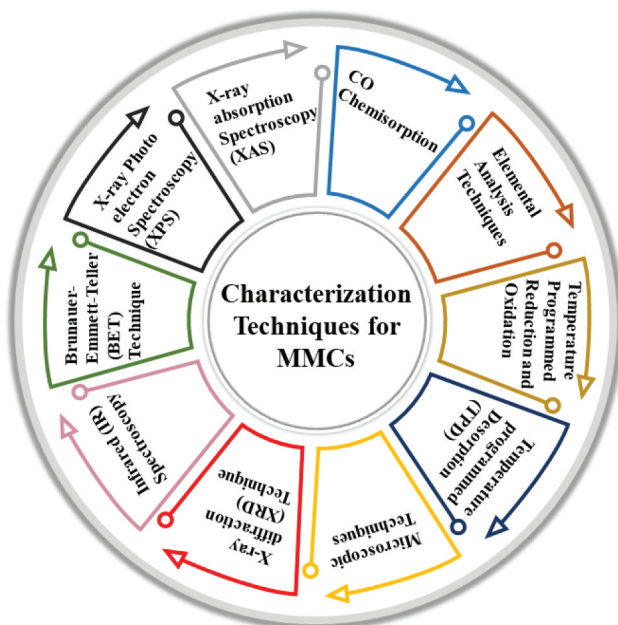 Characterization
Techniques for
MMCs
CO
Chemisorption
Elemental
Analysis
Techniques
Temperature
Programmed
Reduction and
Oxidation
Temperature
programmed
Desorption
(TPD)
Microscopic
Techniques
X-ray
diffraction
(XRD)
Technique
Infrared (IR)
Spectroscopy
Brunauer-
Emmett-Teller
(BET)
Technique
X-ray Photo
electron
Spectroscopy
(XPS)
X-ray
absorption
Spectroscopy
(XAS)